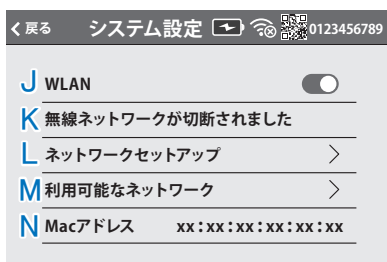 < 戻る システム設定 0123456789
J WLAN
K 無線ネットワークが切断されました
L ネットワークセットアップ >
M 利用可能なネットワーク >
N Macアドレス xx:xx:xx:xx:xx:xx